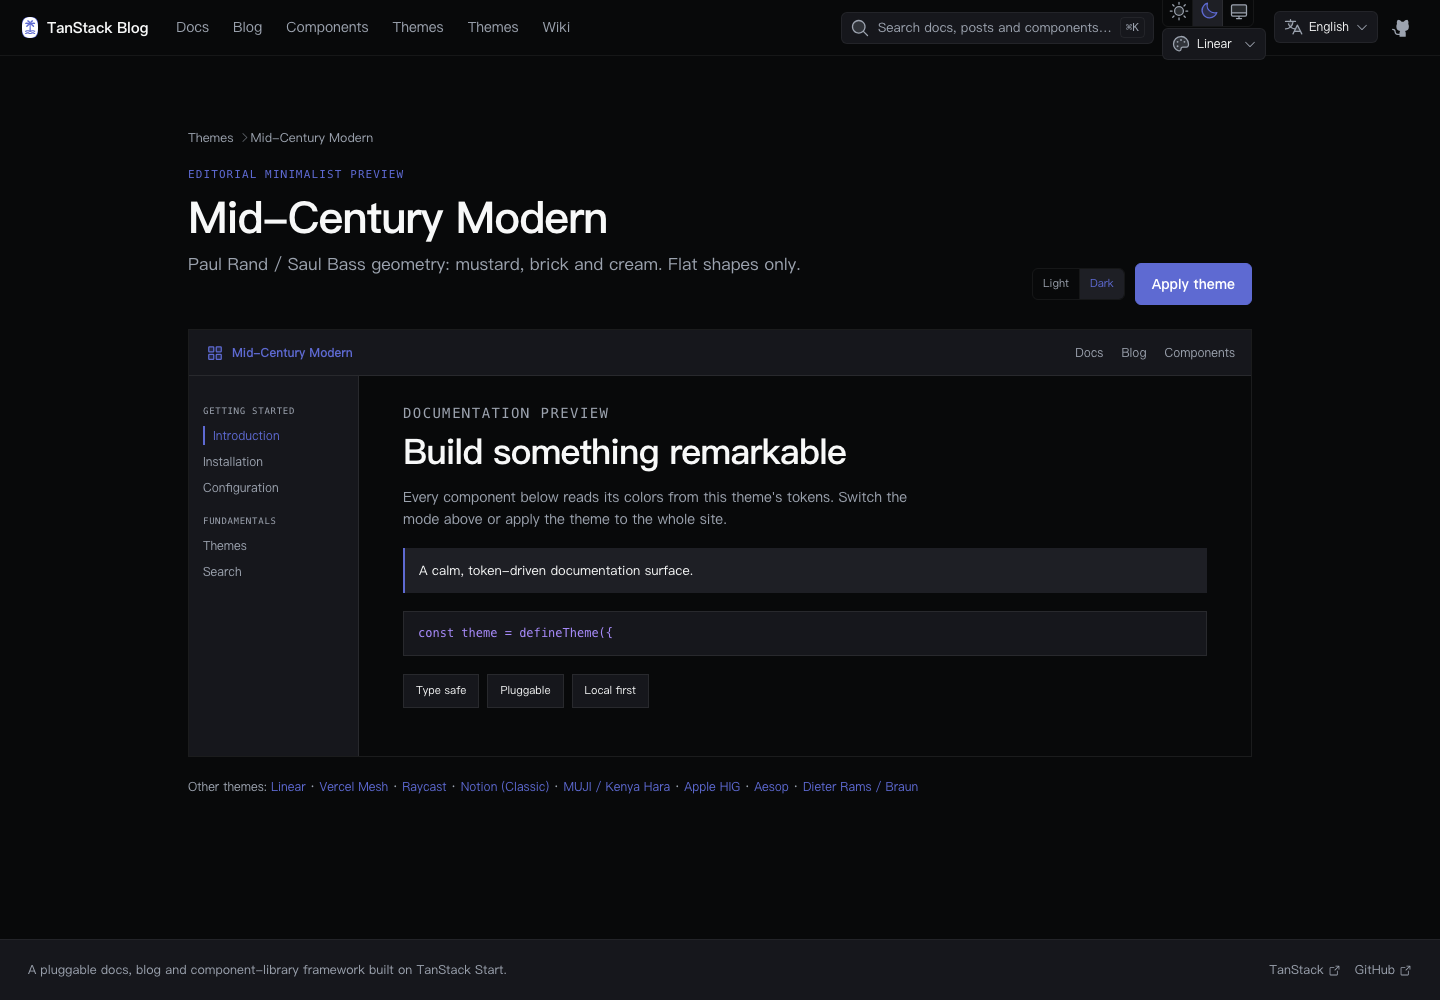 TanStack Blog Docs Blog Components Themes Themes Wiki Search docs, posts and components... ⌘K Linear English
Themes Mid-Century Modern
EDITORIAL MINIMALIST PREVIEW
Mid-Century Modern
Paul Rand / Saul Bass geometry: mustard, brick and cream. Flat shapes only.
Light Dark Apply theme
Mid-Century Modern Docs Blog Components
GETTING STARTED
Introduction
Installation
Configuration
FUNDAMENTALS
Themes
Search
DOCUMENTATION PREVIEW
Build something remarkable
Every component below reads its colors from this theme's tokens. Switch the
mode above or apply the theme to the whole site.
A calm, token-driven documentation surface.
const theme = defineTheme({
Type safe Pluggable Local first
Other themes: Linear · Vercel Mesh · Raycast · Notion (Classic) · MUJI / Kenya Hara · Apple HIG · Aesop · Dieter Rams / Braun
A pluggable docs, blog and component-library framework built on TanStack Start. TanStack GitHub